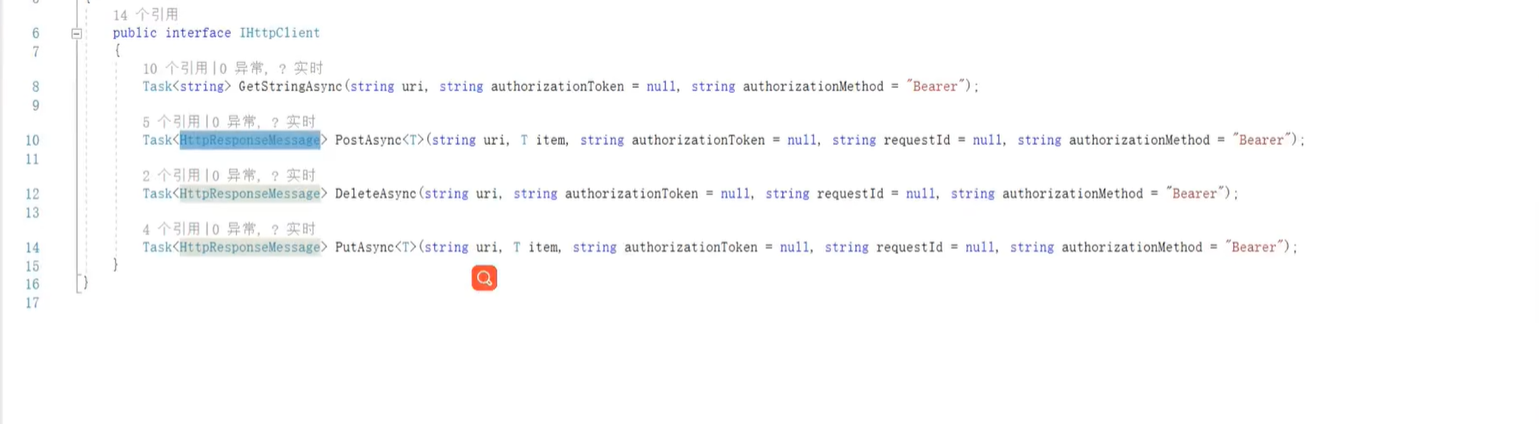 14 个引用
6 public interface IHttpClient
7 {
10 个引用|0 异常, ? 实时
8 Task<string> GetStringAsync(string uri, string authorizationToken = null, string authorizationMethod = "Bearer");
9
5 个引用|0 异常, ? 实时
10 Task<HttpResponseMessage> PostAsync<T>(string uri, T item, string authorizationToken = null, string requestId = null, string authorizationMethod = "Bearer");
11
2 个引用|0 异常, ? 实时
12 Task<HttpResponseMessage> DeleteAsync(string uri, string authorizationToken = null, string requestId = null, string authorizationMethod = "Bearer");
13
4 个引用|0 异常, ? 实时
14 Task<HttpResponseMessage> PutAsync<T>(string uri, T item, string authorizationToken = null, string requestId = null, string authorizationMethod = "Bearer");
15 }
16 }
17